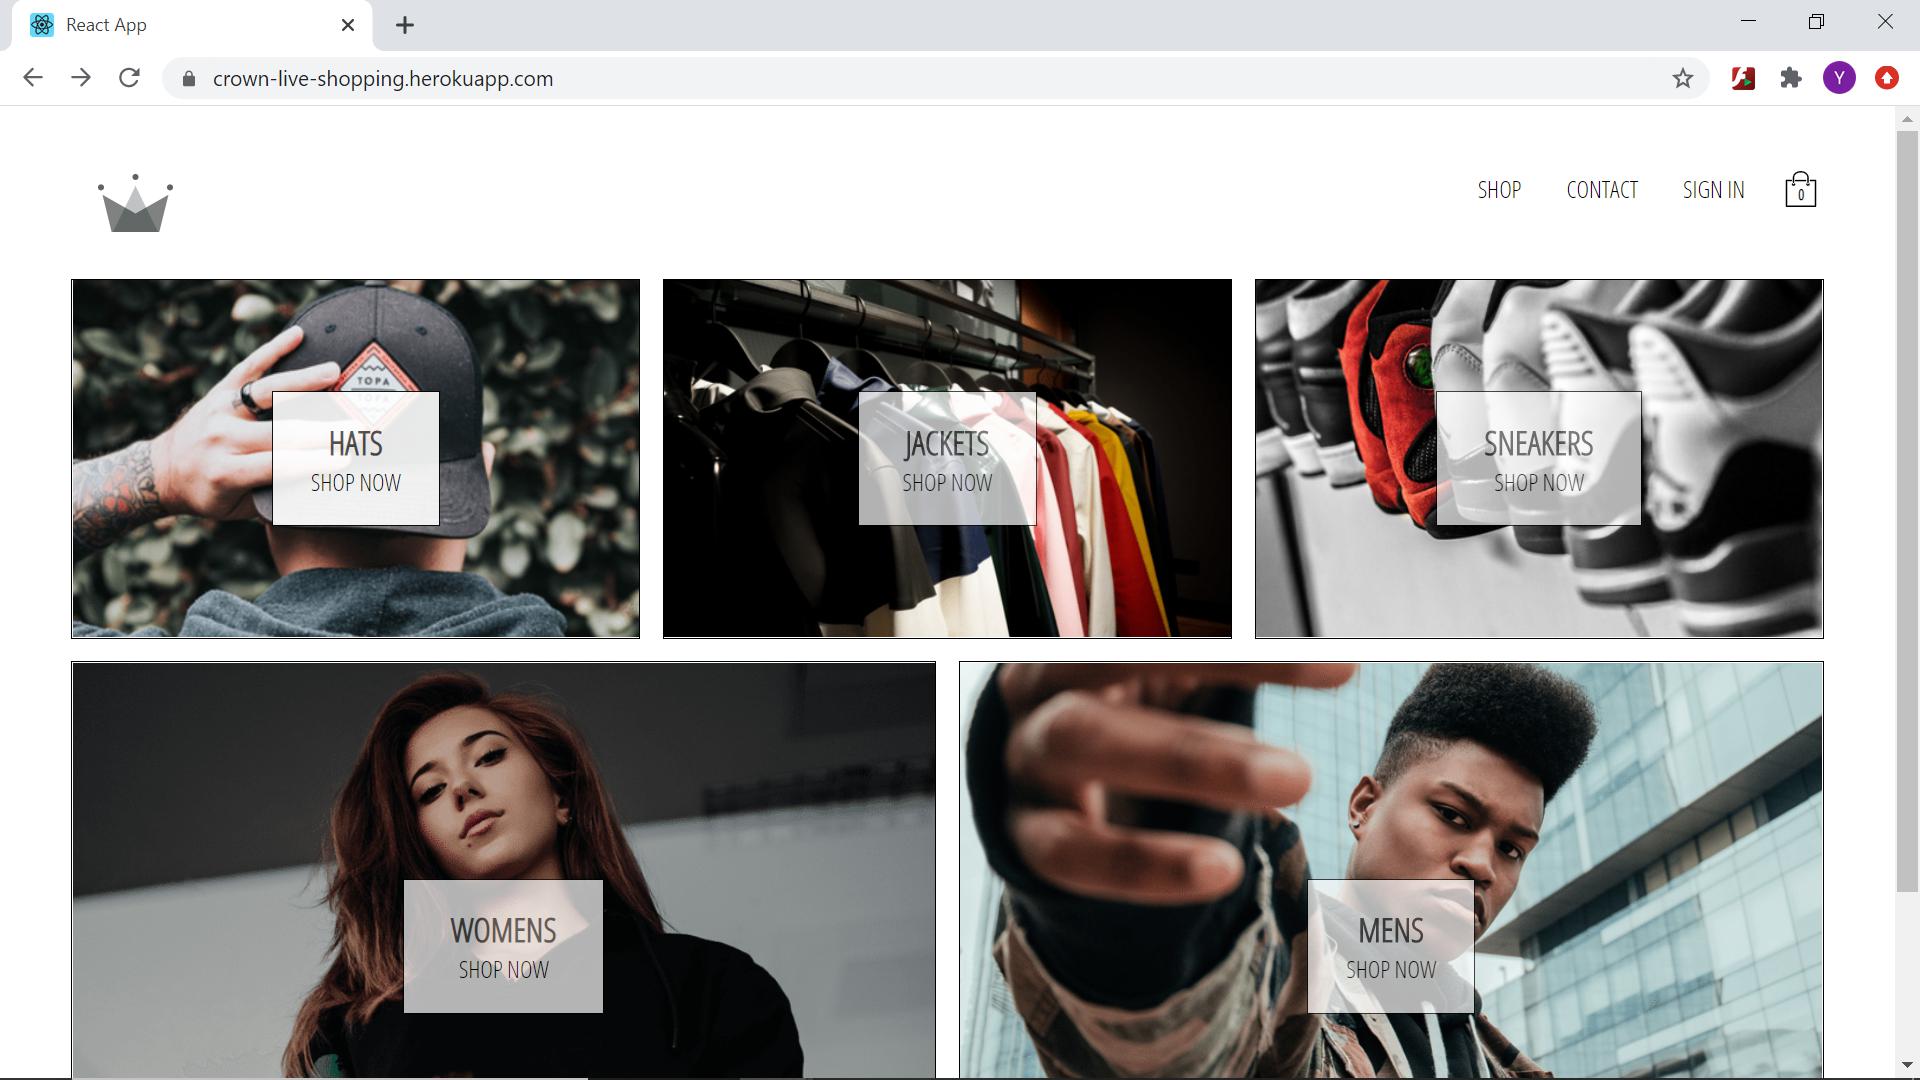 React App
crown-live-shopping.herokuapp.com
Y
SHOP
CONTACT
SIGN IN
0
TOPA
TOPA
HATS
SHOP NOW
JACKETS
SHOP NOW
SNEAKERS
SHOP NOW
WOMENS
SHOP NOW
MENS
SHOP NOW